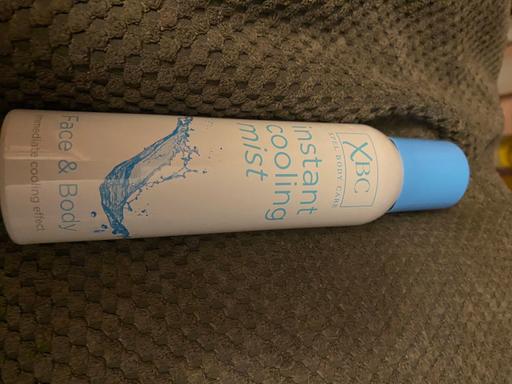 XBC
XPEL BODY CARE
instant
cooling
mist
Face & Body
immediate cooling effect